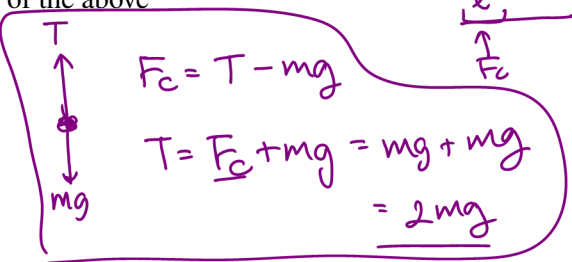 of the above
l
Fc
T
Fc = T - mg
T = Fc + mg = mg + mg
mg
= 2mg